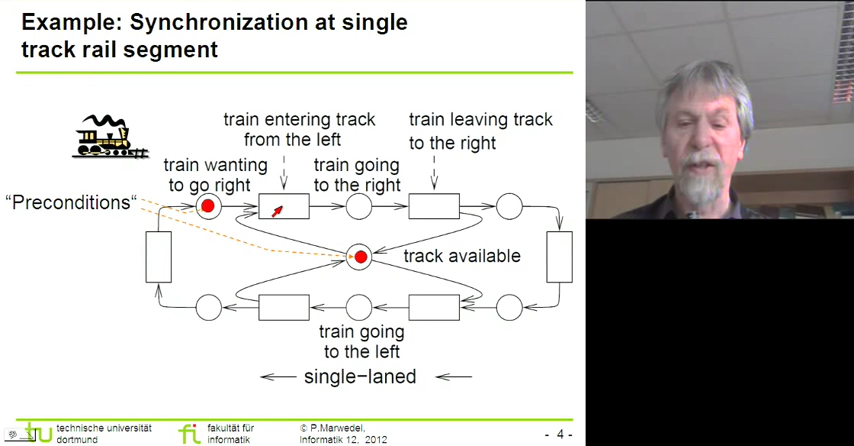 Example: Synchronization at single
track rail segment
train entering track
from the left
train leaving track
to the right
train wanting
to go right
train going
to the right
“Preconditions“
track available
train going
to the left
single-laned
tu
technische universität
dortmund
fi
fakultät für
informatik
© P.Marwedel,
Informatik 12, 2012
- 4 -